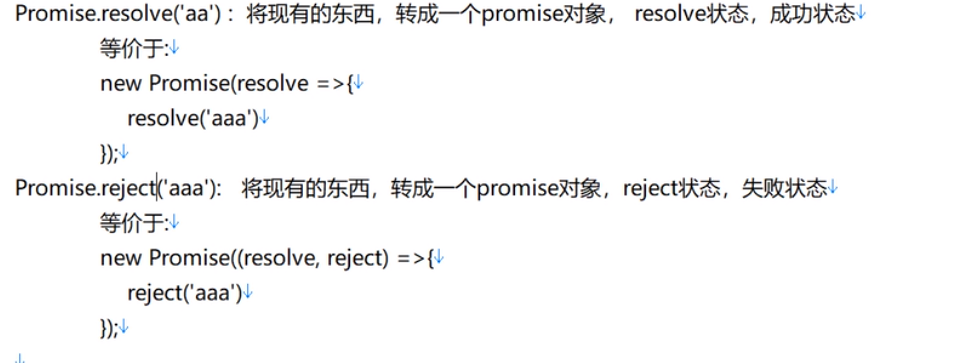 Promise.resolve('aa')：将现有的东西，转成一个promise对象， resolve状态，成功状态↓
等价于:↓
new Promise(resolve =>{↓
resolve('aaa')↓
});↓
Promise.reject('aaa'): 将现有的东西，转成一个promise对象，reject状态，失败状态↓
等价于:↓
new Promise((resolve, reject) =>{↓
reject('aaa')↓
});↓
↓